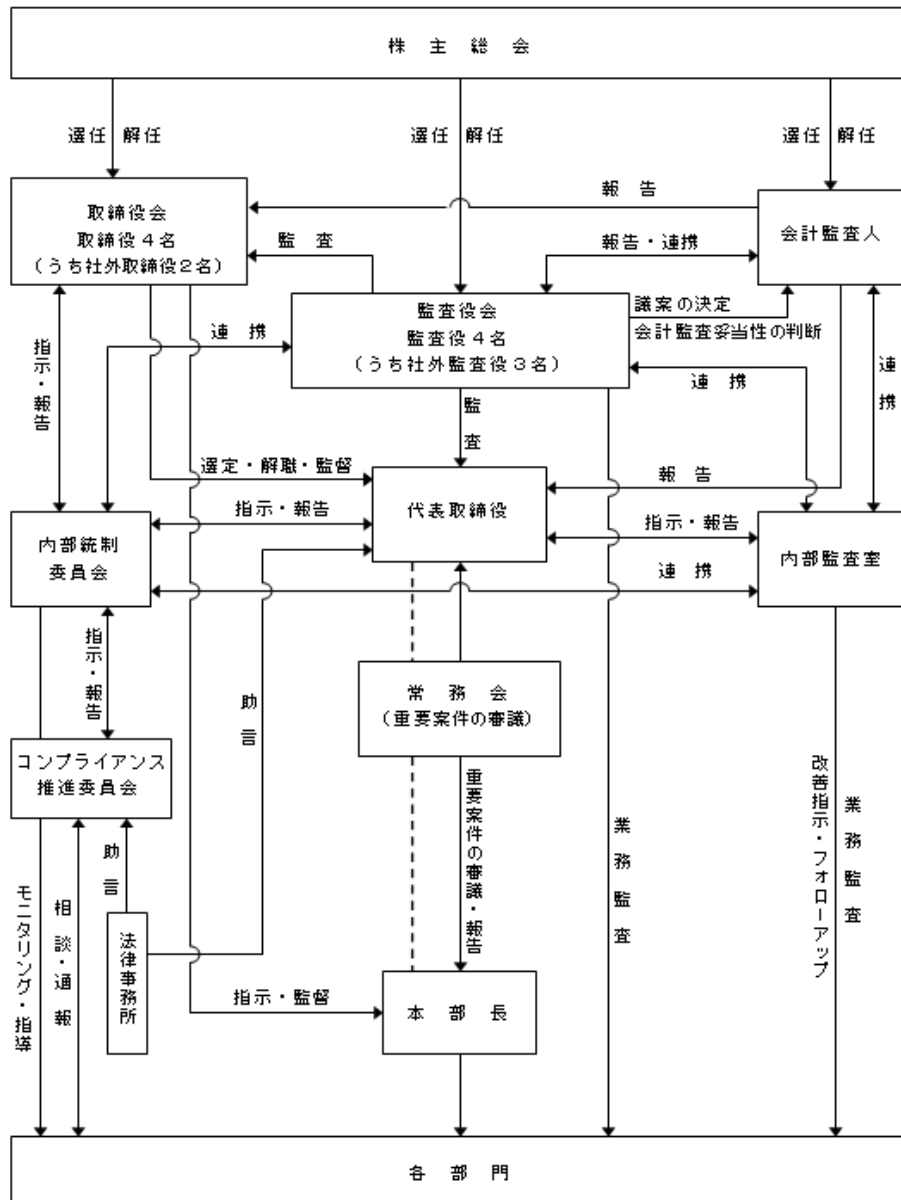 株主総会
選任 解任
選任 解任
選任 解任
取締役会
取締役4名
(うち社外取締役2名)
報告
会計監査人
監査
報告・連携
監査役会
監査役4名
(うち社外監査役3名)
議案の決定
会計監査妥当性の判断
連携
連携
指示・報告
連携
監査
選定・解職・監督
報告
代表取締役
指示・報告
指示・報告
内部統制
委員会
内部監査室
連携
指示・報告
助言
常務会
(重要案件の審議)
コンプライアンス
推進委員会
助言
重要案件の審議・報告
業務監査
改善指示・フォローアップ
業務監査
モニタリング・指導
相談・通報
法律事務所
指示・監督
本部長
各部門